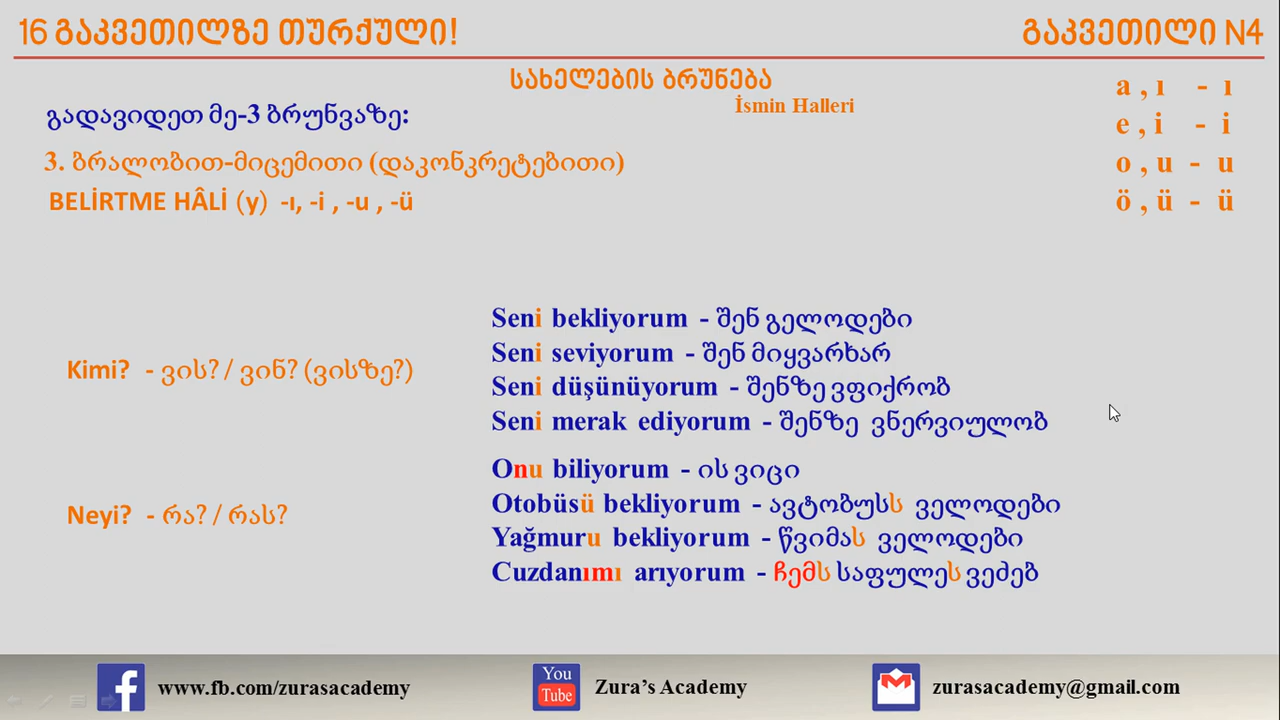 16 გაკვეთილზე თურქული!
გაკვეთილი N4
სახელების ბრუნება
İsmin Halleri
გადავიდეთ მე-3 ბრუნვაზე:
3. ბრალობით-მიცემითი (დაკონკრეტებითი)
BELİRTME HÂLİ (y) -ı, -i , -u , -ü
a , ı - ı
e , i - i
o , u - u
ö , ü - ü
Kimi? - ვის? / ვინ? (ვისზე?)
Seni bekliyorum - შენ გელოდები
Seni seviyorum - შენ მიყვარხარ
Seni düşünüyorum - შენზე ვფიქრობ
Seni merak ediyorum - შენზე ვნერვიულობ
Neyi? - რა? / რას?
Onu biliyorum - ის ვიცი
Otobüsü bekliyorum - ავტობუსს ველოდები
Yağmuru bekliyorum - წვიმას ველოდები
Cuzdanımı arıyorum - ჩემს საფულეს ვეძებ
f www.fb.com/zurasacademy
You Tube Zura’s Academy
zurasacademy@gmail.com